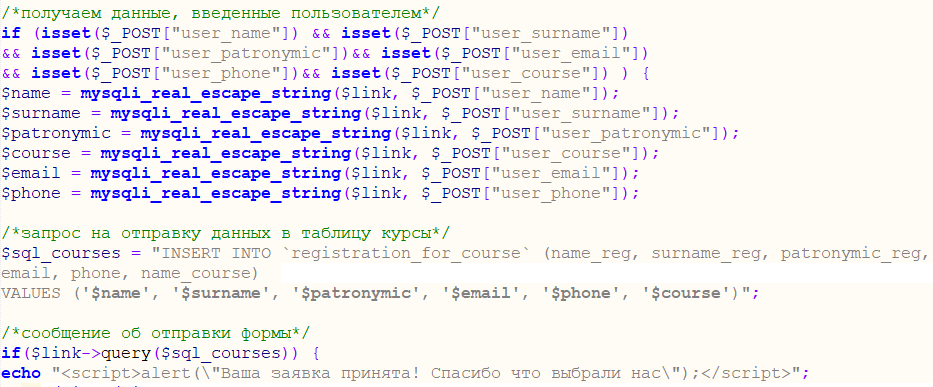 /*получаем данные, введенные пользователем*/
if (isset($_POST["user_name"]) && isset($_POST["user_surname"])
&& isset($_POST["user_patronymic"])&& isset($_POST["user_email"])
&& isset($_POST["user_phone"])&& isset($_POST["user_course"]) ) {
$name = mysqli_real_escape_string($link, $_POST["user_name"]);
$surname = mysqli_real_escape_string($link, $_POST["user_surname"]);
$patronymic = mysqli_real_escape_string($link, $_POST["user_patronymic"]);
$course = mysqli_real_escape_string($link, $_POST["user_course"]);
$email = mysqli_real_escape_string($link, $_POST["user_email"]);
$phone = mysqli_real_escape_string($link, $_POST["user_phone"]);
/*запрос на отправку данных в таблицу курсы*/
$sql_courses = "INSERT INTO `registration_for_course` (name_reg, surname_reg, patronymic_reg,
email, phone, name_course)
VALUES ('$name', '$surname', '$patronymic', '$email', '$phone', '$course')";
/*сообщение об отправки формы*/
if($link->query($sql_courses)) {
echo "<script>alert(\"Ваша заявка принята! Спасибо что выбрали нас\");</script>";